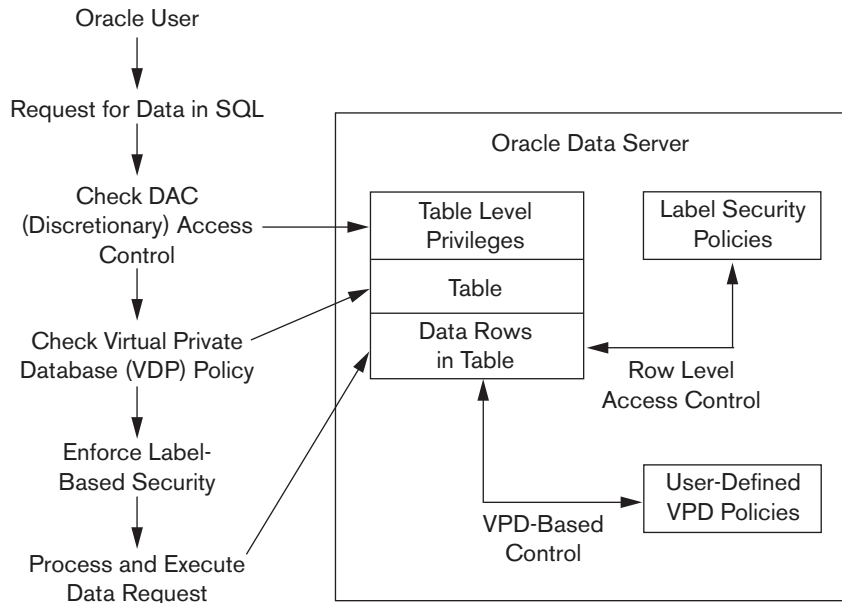 Oracle User
Request for Data in SQL
Check DAC
(Discretionary) Access
Control
Check Virtual Private
Database (VDP) Policy
Enforce Label-
Based Security
Process and Execute
Data Request
Oracle Data Server
Table Level
Privileges
Table
Data Rows
in Table
Label Security
Policies
Row Level
Access Control
VPD-Based
Control
User-Defined
VPD Policies